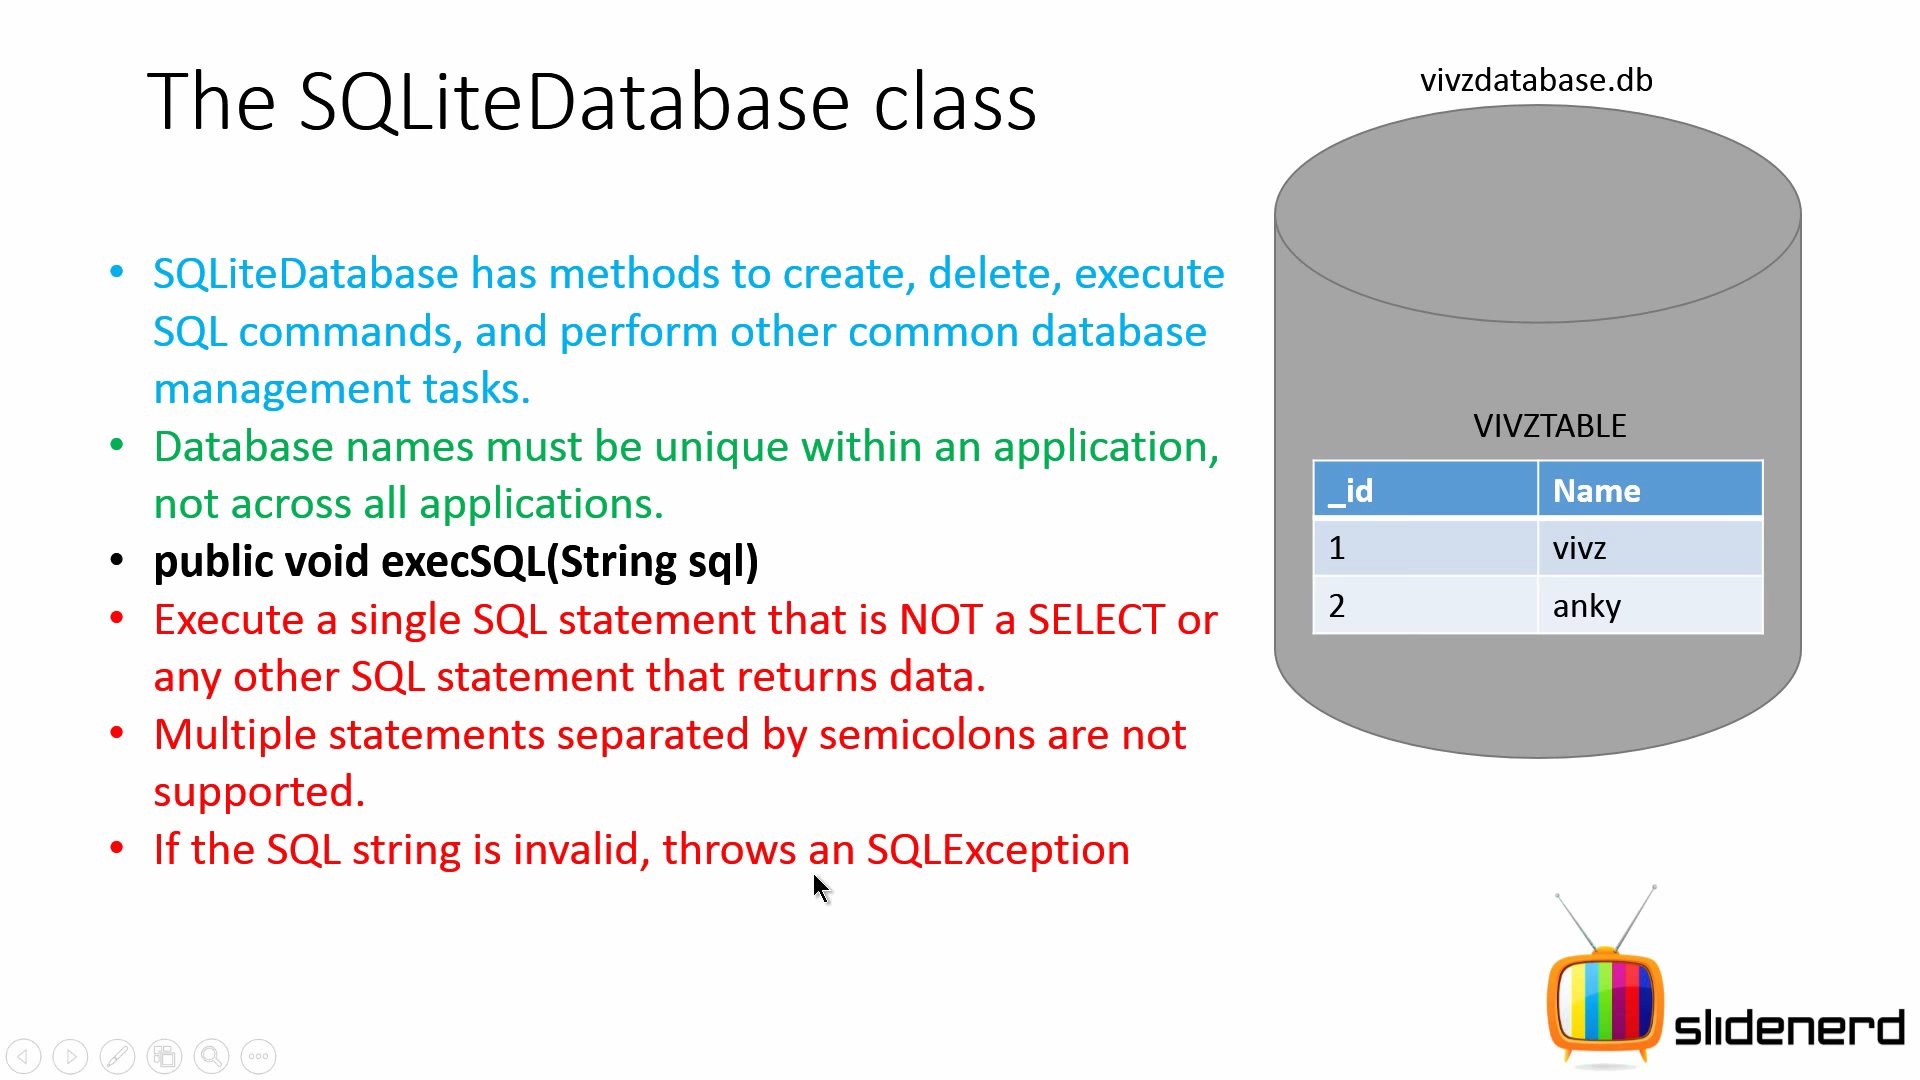 The SQLiteDatabase class
• SQLiteDatabase has methods to create, delete, execute
SQL commands, and perform other common database
management tasks.
• Database names must be unique within an application,
not across all applications.
• public void execSQL(String sql)
• Execute a single SQL statement that is NOT a SELECT or
any other SQL statement that returns data.
• Multiple statements separated by semicolons are not
supported.
• If the SQL string is invalid, throws an SQLException
vivzdatabase.db
VIVZTABLE
_id Name
1 vivz
2 anky
slidenerd